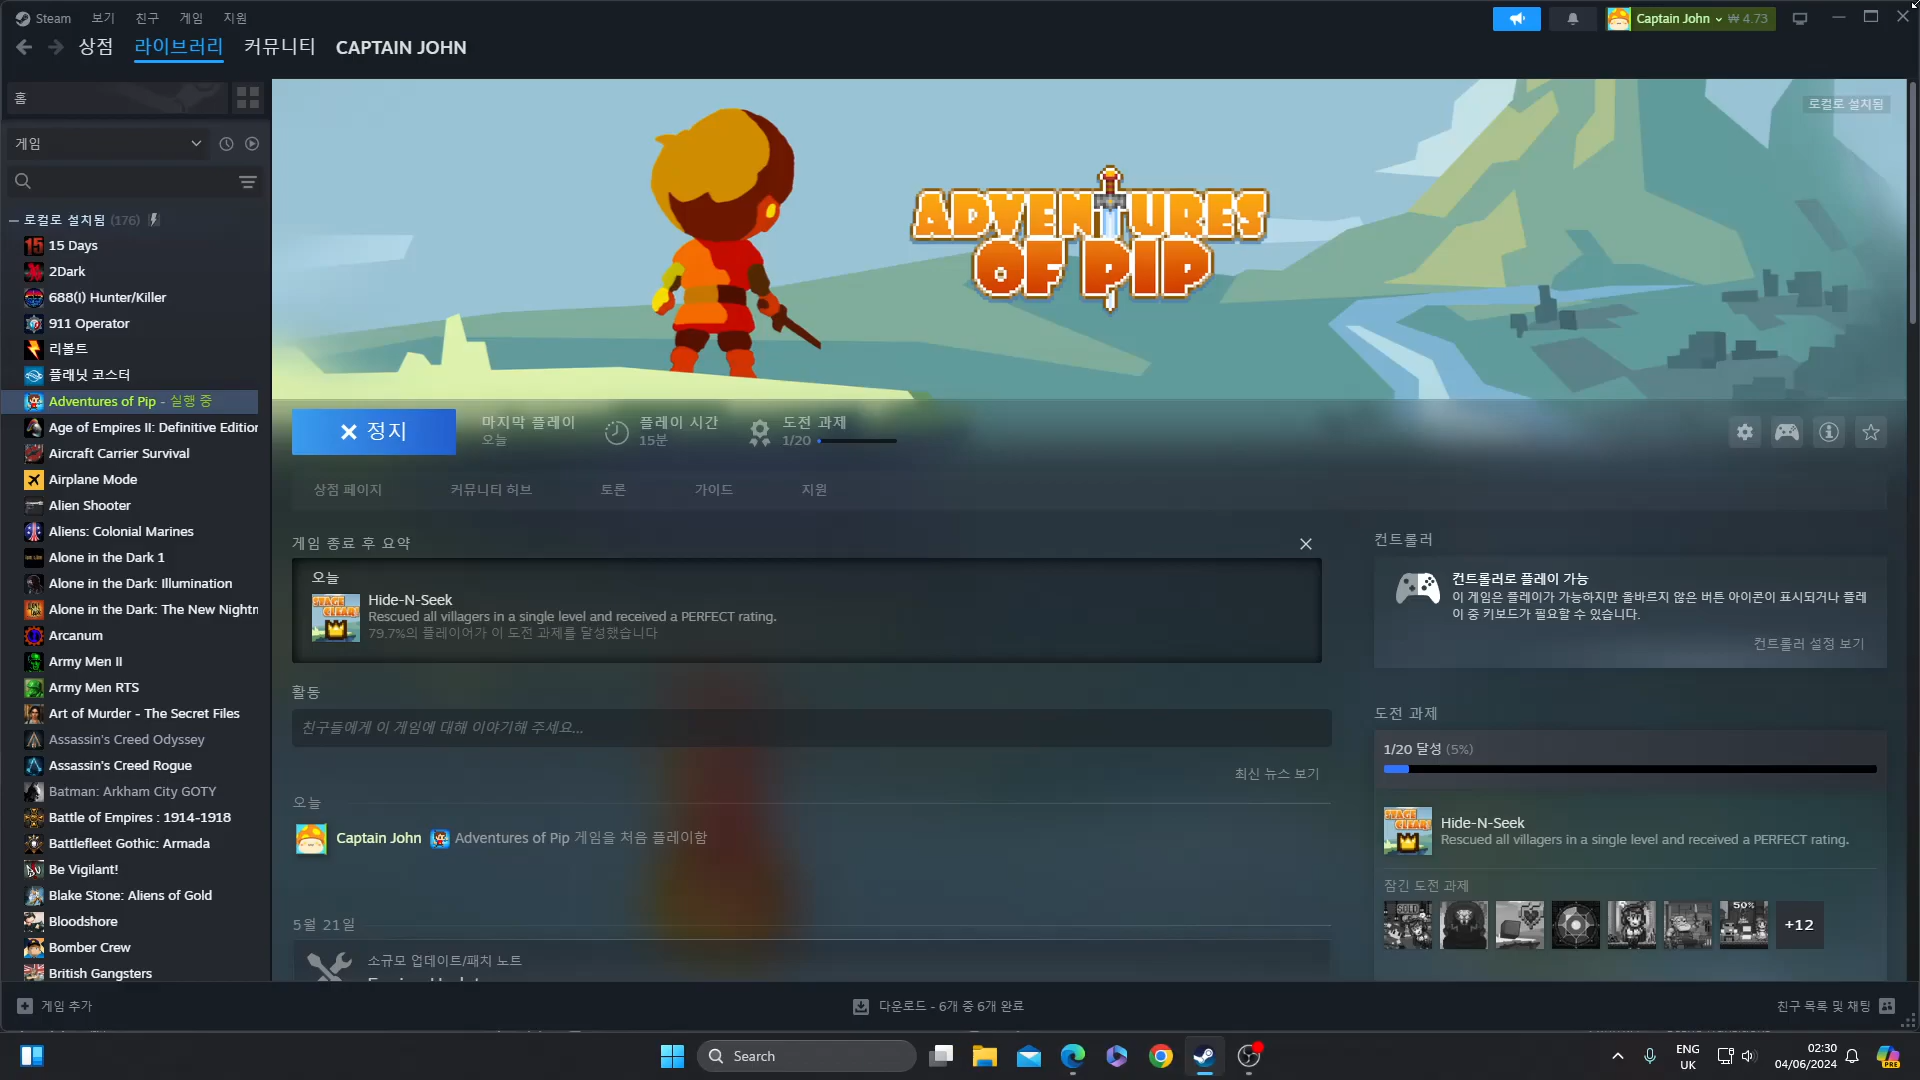 Steam 보기 친구 게임 지원
Captain John ₩ 4.73
상점 라이브러리 커뮤니티 CAPTAIN JOHN
홈
게임
로컬로 설치됨 (176)
15 Days
2Dark
688(I) Hunter/Killer
911 Operator
리볼트
플래닛 코스터
Adventures of Pip - 실행 중
Age of Empires II: Definitive Edition
Aircraft Carrier Survival
Airplane Mode
Alien Shooter
Aliens: Colonial Marines
Alone in the Dark 1
Alone in the Dark: Illumination
Alone in the Dark: The New Nightm
Arcanum
Army Men II
Army Men RTS
Art of Murder - The Secret Files
Assassin's Creed Odyssey
Assassin's Creed Rogue
Batman: Arkham City GOTY
Battle of Empires : 1914-1918
Battlefleet Gothic: Armada
Be Vigilant!
Blake Stone: Aliens of Gold
Bloodshore
Bomber Crew
British Gangsters
로컬로 설치됨
ADVENTURES
OF PIP
정지
마지막 플레이
오늘
플레이 시간
15분
도전 과제
1/20
상점 페이지 커뮤니티 허브 토론 가이드 지원
게임 종료 후 요약
오늘
STAGE CLEAR!
Hide-N-Seek
Rescued all villagers in a single level and received a PERFECT rating.
79.7%의 플레이어가 이 도전 과제를 달성했습니다
활동
친구들에게 이 게임에 대해 이야기해 주세요...
최신 뉴스 보기
오늘
Captain John Adventures of Pip 게임을 처음 플레이함
5월 21일
소규모 업데이트/패치 노트
컨트롤러
컨트롤러로 플레이 가능
이 게임은 플레이가 가능하지만 올바르지 않은 버튼 아이콘이 표시되거나 플레
이 중 키보드가 필요할 수 있습니다.
컨트롤러 설정 보기
도전 과제
1/20 달성 (5%)
STAGE CLEAR!
Hide-N-Seek
Rescued all villagers in a single level and received a PERFECT rating.
잠긴 도전 과제
SOLD
50%
+12
게임 추가
다운로드 - 6개 중 6개 완료
친구 목록 및 채팅
Search
ENG
UK
02:30
04/06/2024
PRE